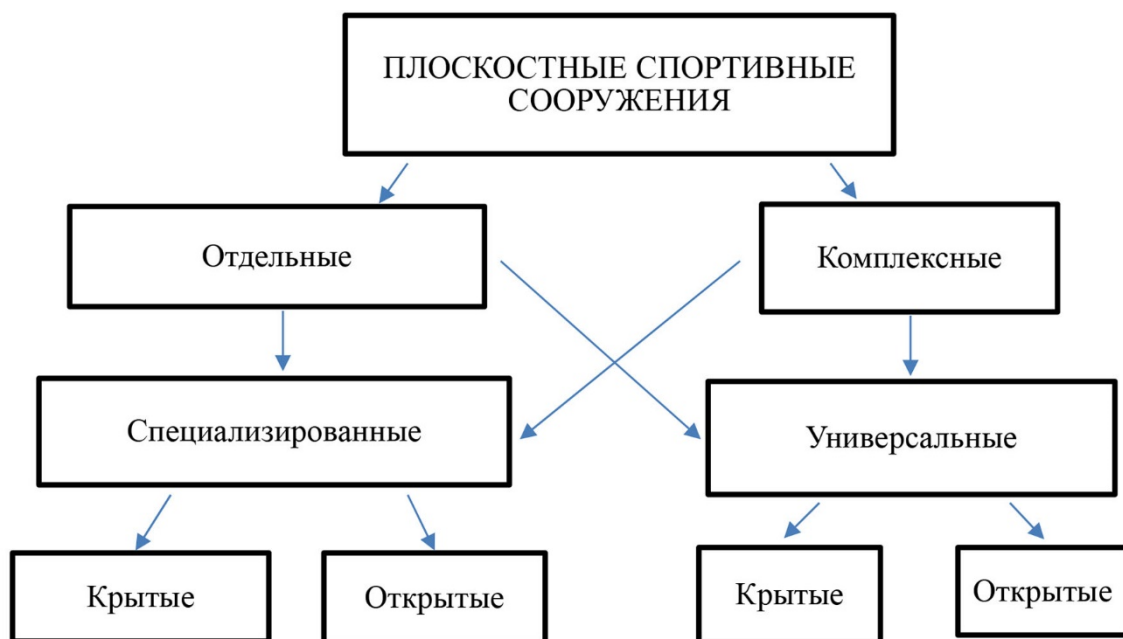 ПЛОСКОСТНЫЕ СПОРТИВНЫЕ
СООРУЖЕНИЯ
Отдельные
Комплексные
Специализированные
Универсальные
Крытые
Открытые
Крытые
Открытые